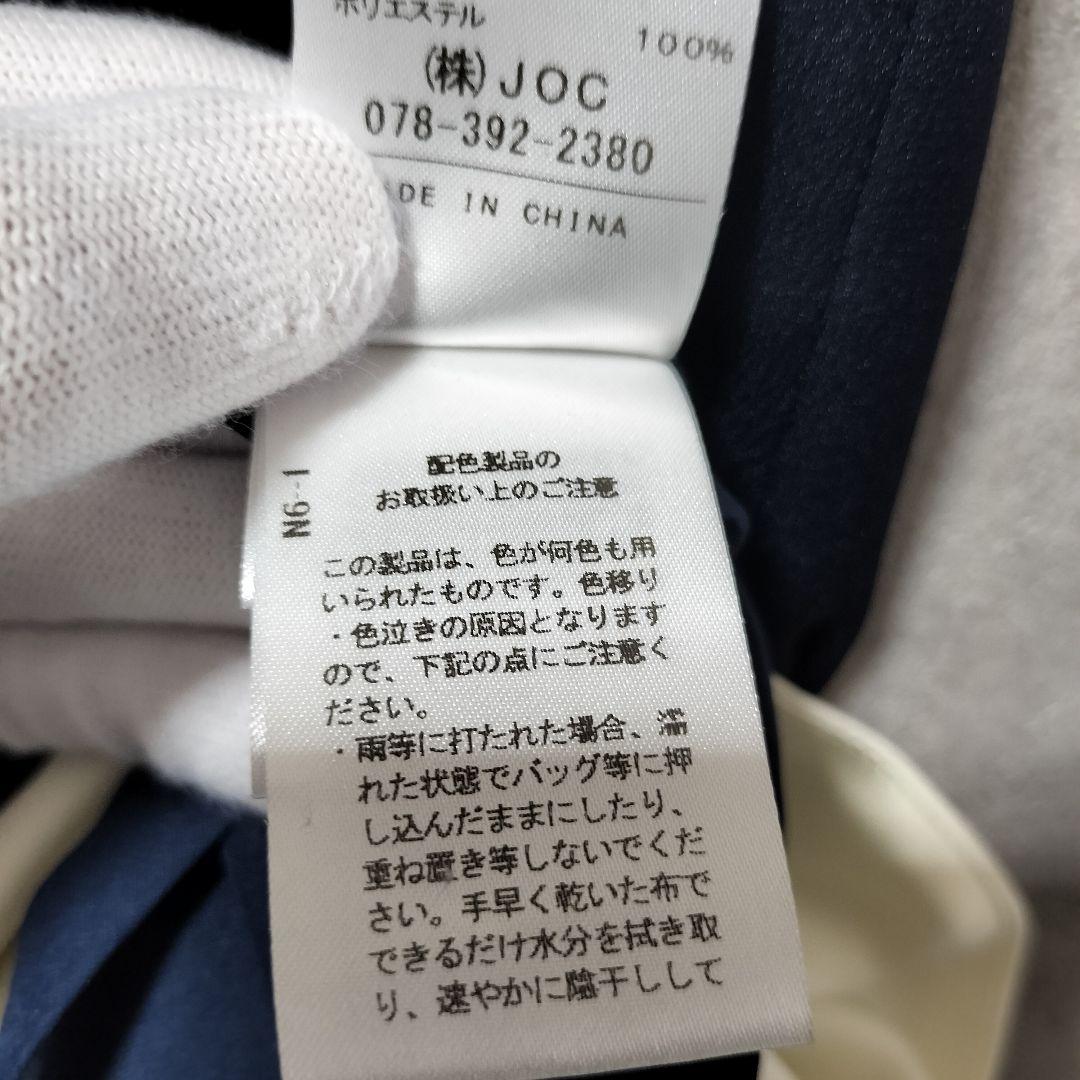 ポリエステル 100%
(株)JOC
078-392-2380
DE IN CHINA
N6-1
配色製品の
お取扱い上のご注意
この製品は、色が何色も用
いられたものです。色移り
・色泣きの原因となります
ので、下記の点にご注意く
ださい。
・雨等に打たれた場合、濡
れた状態でバッグ等に押
し込んだままにしたり、
重ね置き等しないでくだ
さい。手早く乾いた布で
できるだけ水分を拭き取
り、速やかに陰干しして